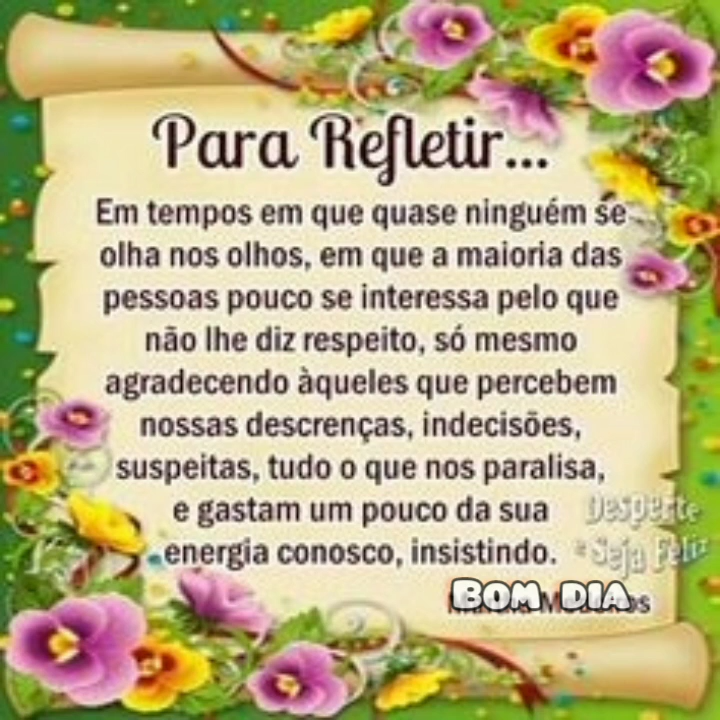 Para Refletir...
Em tempos em que quase ninguém se
olha nos olhos, em que a maioria das
pessoas pouco se interessa pelo que
não lhe diz respeito, só mesmo
agradecendo àqueles que percebem
nossas descrenças, indecisões,
suspeitas, tudo o que nos paralisa,
e gastam um pouco da sua
energia conosco, insistindo.
Desperte
e Seja Feliz
BOM DIA